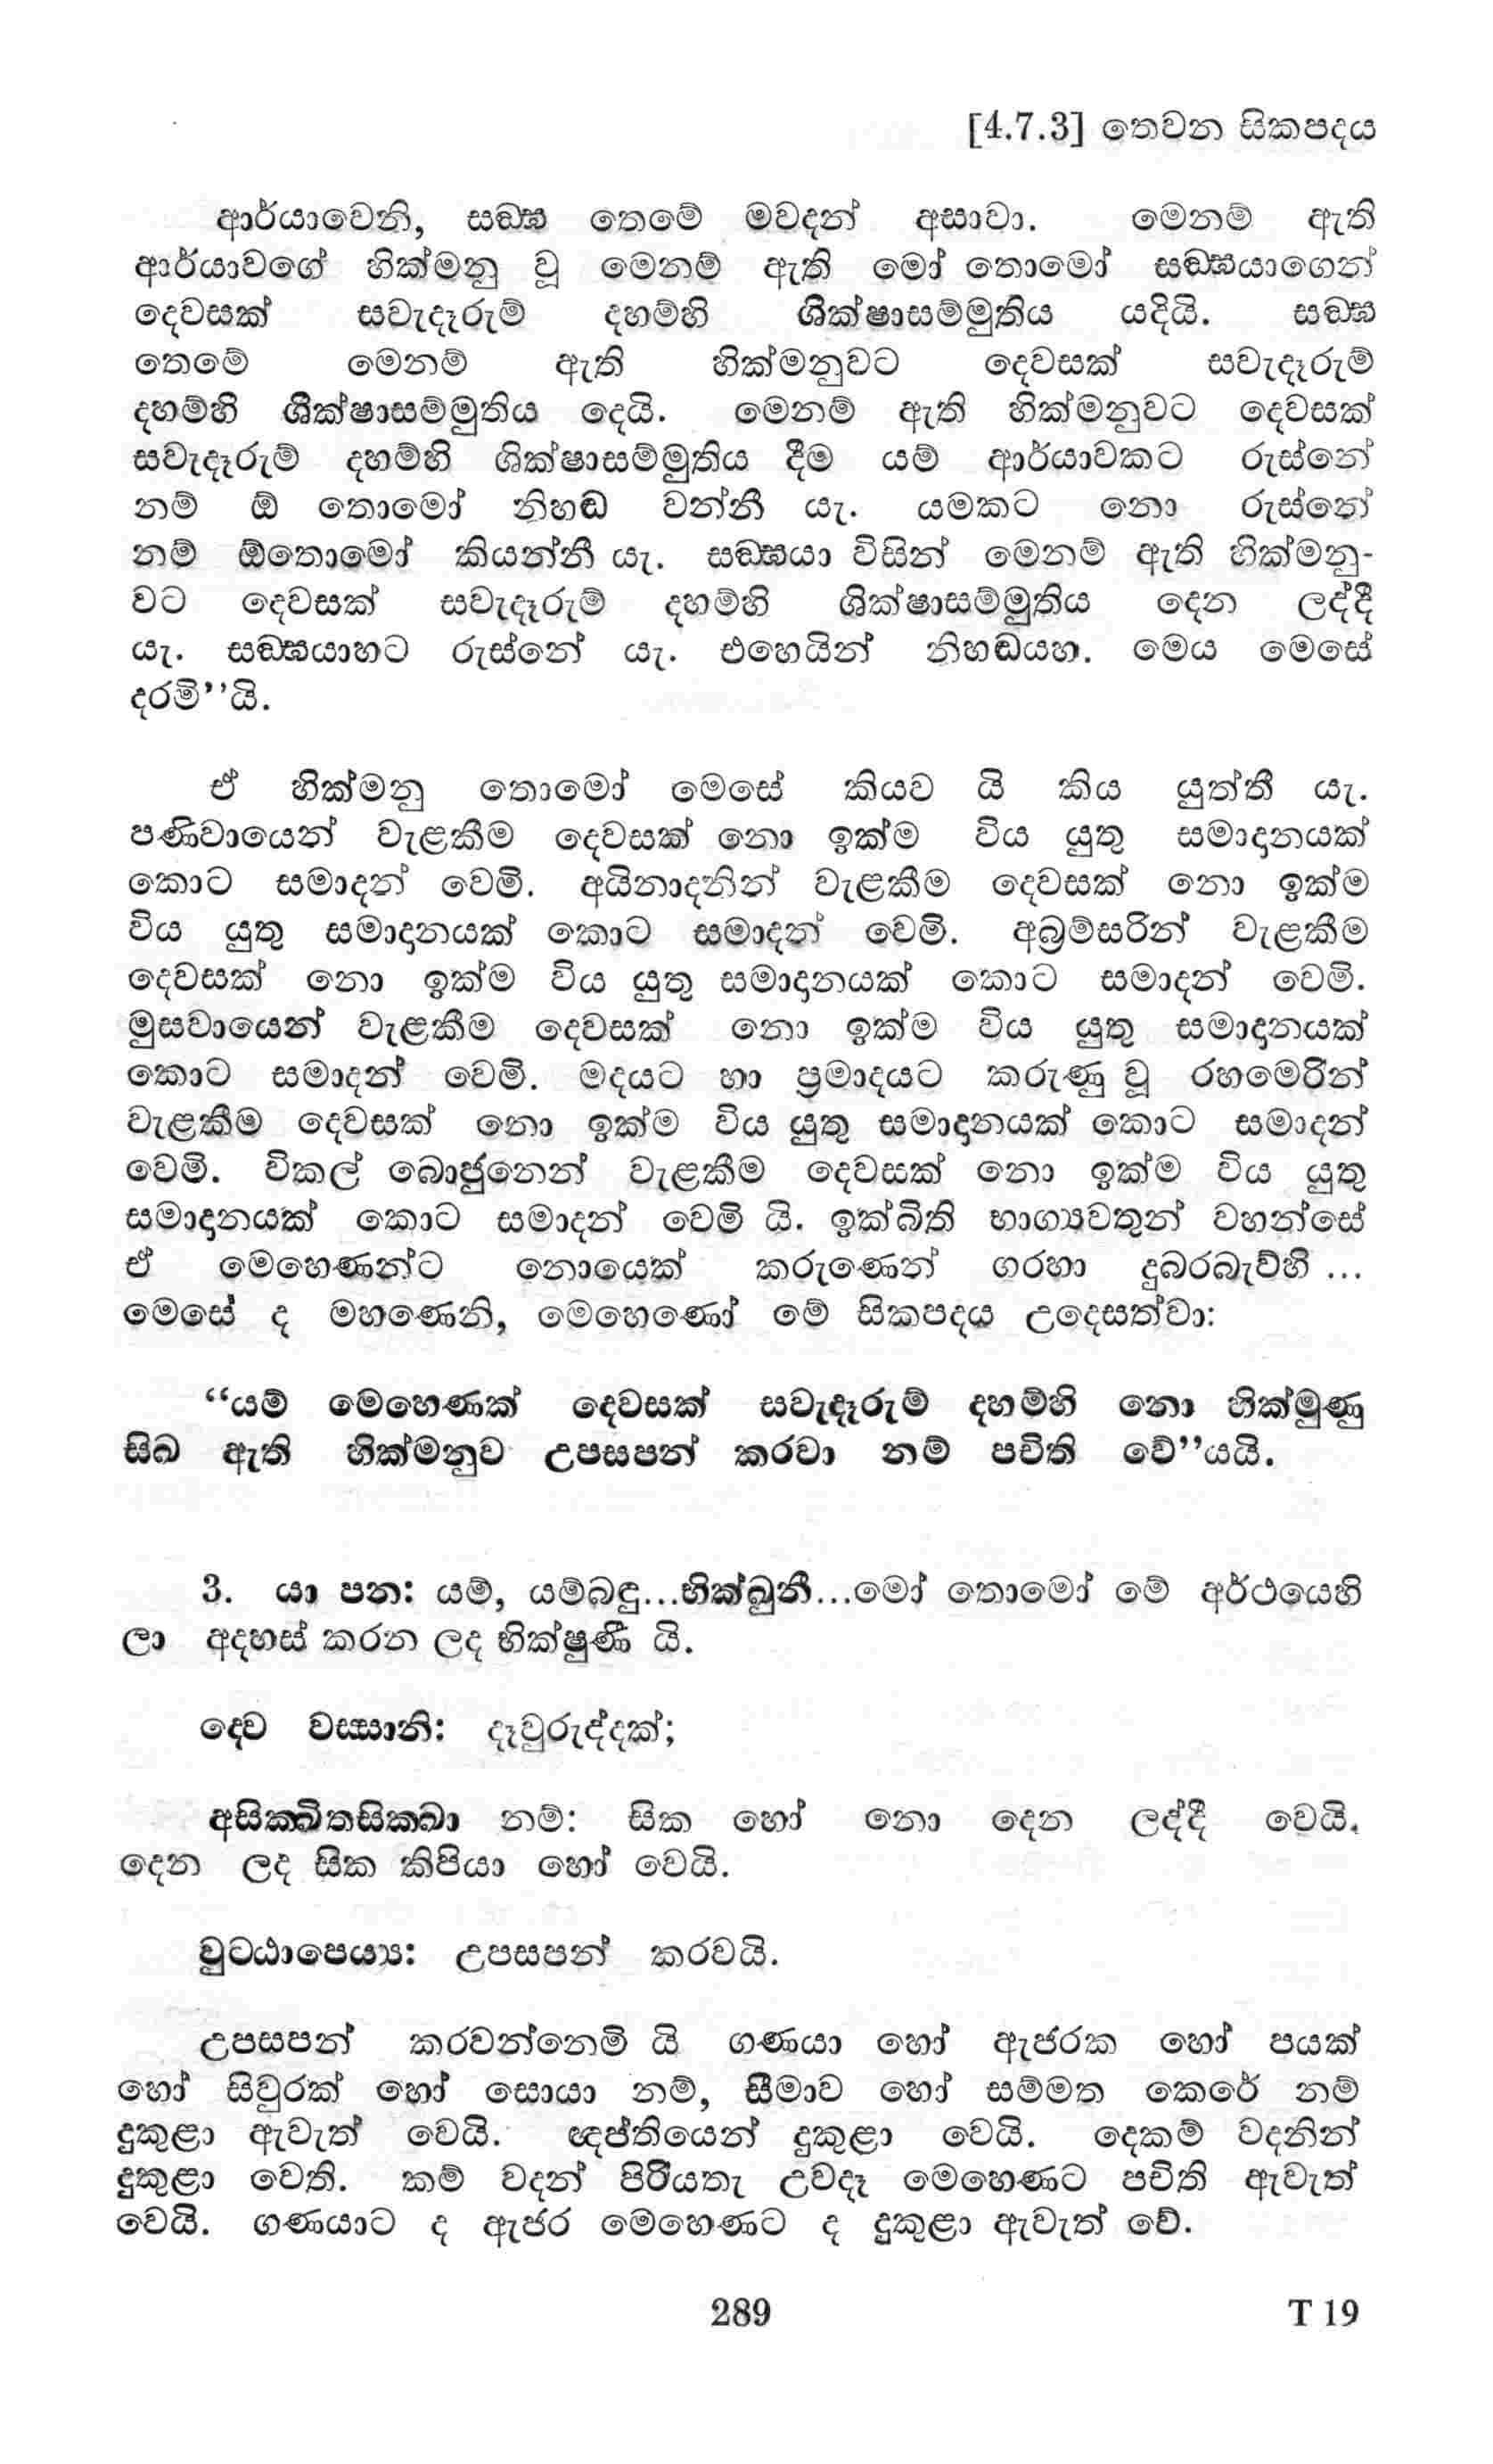 [4.7.3] තෙවන සිකපදය
ආර්යාවෙනි, සඞ්ඝ තෙමේ මවදන් අසාවා. මෙනම් ඇති
ආර්යාවගේ හික්මනු වූ මෙනම් ඇති මෝ තොමෝ සඞ්ඝයාගෙන්
දෙවසක් සවැදෑරුම් දහම්හි ශික්ෂාසම්මුතිය යදියි. සඞ්ඝ
තෙමේ මෙනම් ඇති හික්මනුවට දෙවසක් සවැදෑරුම්
දහම්හි ශික්ෂාසම්මුතිය දෙයි. මෙනම් ඇති හික්මනුවට දෙවසක්
සවැදෑරුම් දහම්හි ශික්ෂාසම්මුතිය දීම යම් ආර්යාවකට රුස්නේ
නම් ඕ තොමෝ නිහඬ වන්නී යැ. යමකට නො රුස්නේ
නම් ඕතොමෝ කියන්නී යැ. සඞ්ඝයා විසින් මෙනම් ඇති හික්මනු-
වට දෙවසක් සවැදෑරුම් දහම්හි ශික්ෂාසම්මුතිය දෙන ලද්දී
යැ. සඞ්ඝයාහට රුස්නේ යැ. එහෙයින් නිහඬයහ. මෙය මෙසේ
දරමි’’යි.
ඒ හික්මනු තොමෝ මෙසේ කියව යි කිය යුත්තී යැ.
පණිවායෙන් වැළකීම දෙවසක් නො ඉක්ම විය යුතු සමාදානයක්
කොට සමාදන් වෙමි. අයිනාදනින් වැළකීම දෙවසක් නො ඉක්ම
විය යුතු සමාදානයක් කොට සමාදන් වෙමි. අබ්‍රම්සරින් වැළකීම
දෙවසක් නො ඉක්ම විය යුතු සමාදානයක් කොට සමාදන් වෙමි.
මුසවායෙන් වැළකීම දෙවසක් නො ඉක්ම විය යුතු සමාදානයක්
කොට සමාදන් වෙමි. මදයට හා ප්‍රමාදයට කරුණු වූ රහමෙරින්
වැළකීම දෙවසක් නො ඉක්ම විය යුතු සමාදානයක් කොට සමාදන්
වෙමි. විකල් බොජුනෙන් වැළකීම දෙවසක් නො ඉක්ම විය යුතු
සමාදානයක් කොට සමාදන් වෙමි යි. ඉක්බිති භාග්‍යවතුන් වහන්සේ
ඒ මෙහෙණන්ට නොයෙක් කරුණෙන් ගරහා දුබරබැව්හි ...
මෙසේ ද මහණෙනි, මෙහෙණෝ මේ සිකපදය උදෙසත්වා:
‘‘යම් මෙහෙණක් දෙවසක් සවැදෑරුම් දහම්හි නො හික්මුණු
සිඛ ඇති හික්මනුව උපසපන් කරවා නම් පචිති වේ’’යයි.
3. යා පන: යම්, යම්බඳු...භික්ඛුනී...මෝ තොමෝ මේ අර්ථයෙහි
ලා අදහස් කරන ලද භික්ෂුණී යි.
ද්වෙ වස්සානි: දෑවුරුද්දක්;
අසික්ඛිතසික්ඛා නම්: සික හෝ නො දෙන ලද්දී වෙයි.
දෙන ලද සික කිපියා හෝ වෙයි.
වුට්ඨාපෙය්‍ය: උපසපන් කරවයි.
උපසපන් කරවන්නෙමි යි ගණයා හෝ ඇජරක හෝ පයක්
හෝ සිවුරක් හෝ සොයා නම්, සීමාව හෝ සම්මත කෙරේ නම්
දුකුළා ඇවැත් වෙයි. ඥප්තියෙන් දුකුළා වෙයි. දෙකම් වදනින්
දුකුළා වෙති. කම් වදන් පිරියතැ උවදෑ මෙහෙණට පචිති ඇවැත්
වෙයි. ගණයාට ද ඇජර මෙහෙණට ද දුකුළා ඇවැත් වේ.
289 T 19